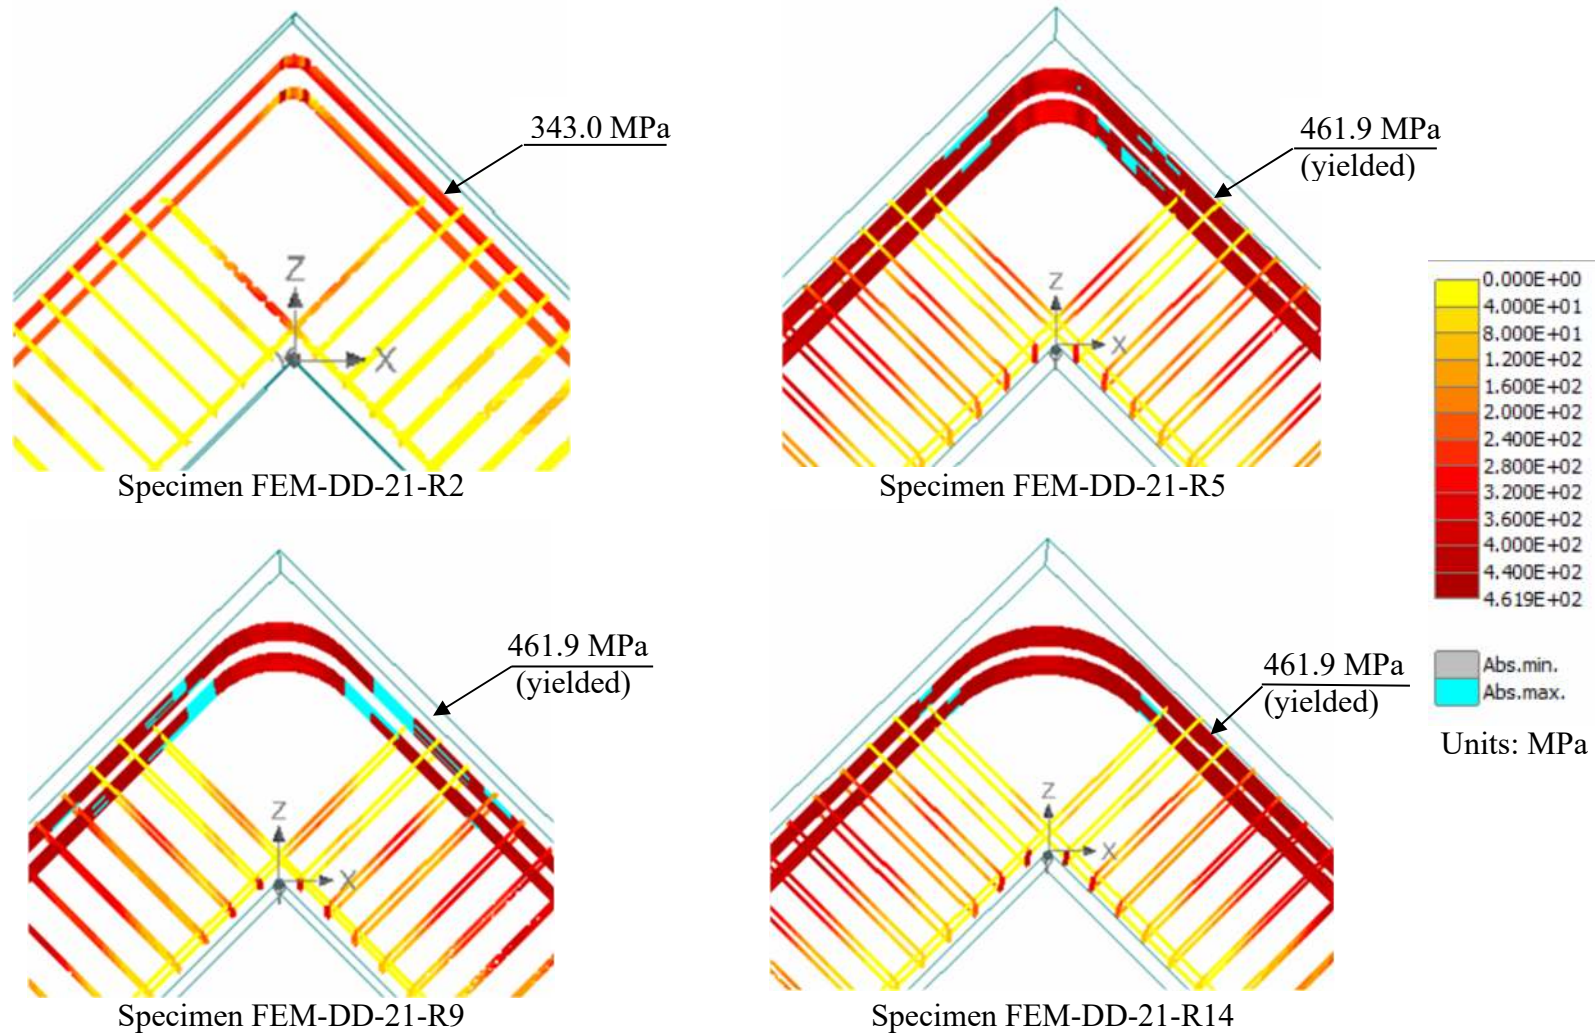 343.0 MPa
Z
X
Y
Specimen FEM-DD-21-R2
461.9 MPa
(yielded)
Z
X
Y
Specimen FEM-DD-21-R5
461.9 MPa
(yielded)
Z
X
Y
Specimen FEM-DD-21-R9
461.9 MPa
(yielded)
Z
X
Y
Specimen FEM-DD-21-R14
0.000E+00
4.000E+01
8.000E+01
1.200E+02
1.600E+02
2.000E+02
2.400E+02
2.800E+02
3.200E+02
3.600E+02
4.000E+02
4.400E+02
4.619E+02
Abs.min.
Abs.max.
Units: MPa